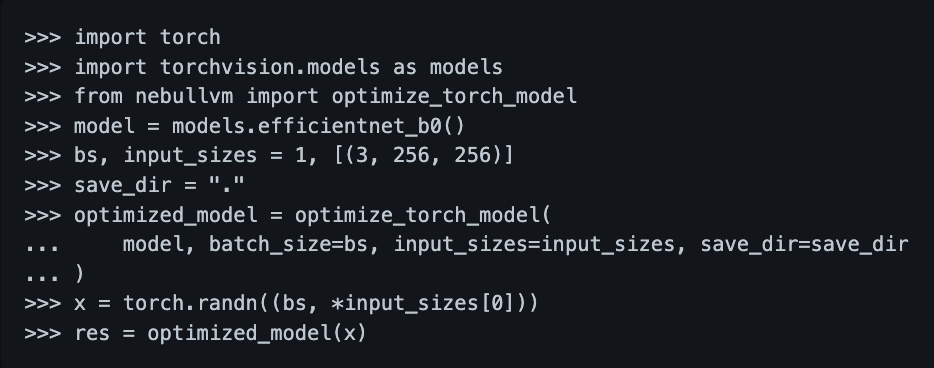 >>> import torch
>>> import torchvision.models as models
>>> from nebullvm import optimize_torch_model
>>> model = models.efficientnet_b0()
>>> bs, input_sizes = 1, [(3, 256, 256)]
>>> save_dir = "."
>>> optimized_model = optimize_torch_model(
...     model, batch_size=bs, input_sizes=input_sizes, save_dir=save_dir
... )
>>> x = torch.randn((bs, *input_sizes[0]))
>>> res = optimized_model(x)